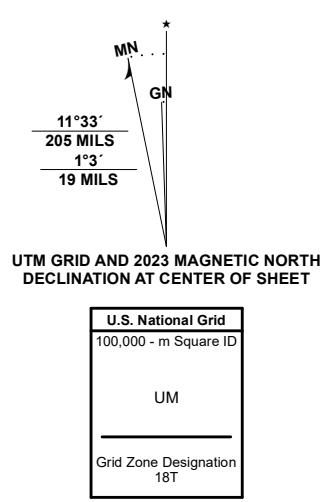 ★
MN
GN
11°33´
205 MILS
1°3´
19 MILS
UTM GRID AND 2023 MAGNETIC NORTH
DECLINATION AT CENTER OF SHEET
U.S. National Grid
100,000 - m Square ID
UM
Grid Zone Designation
18T